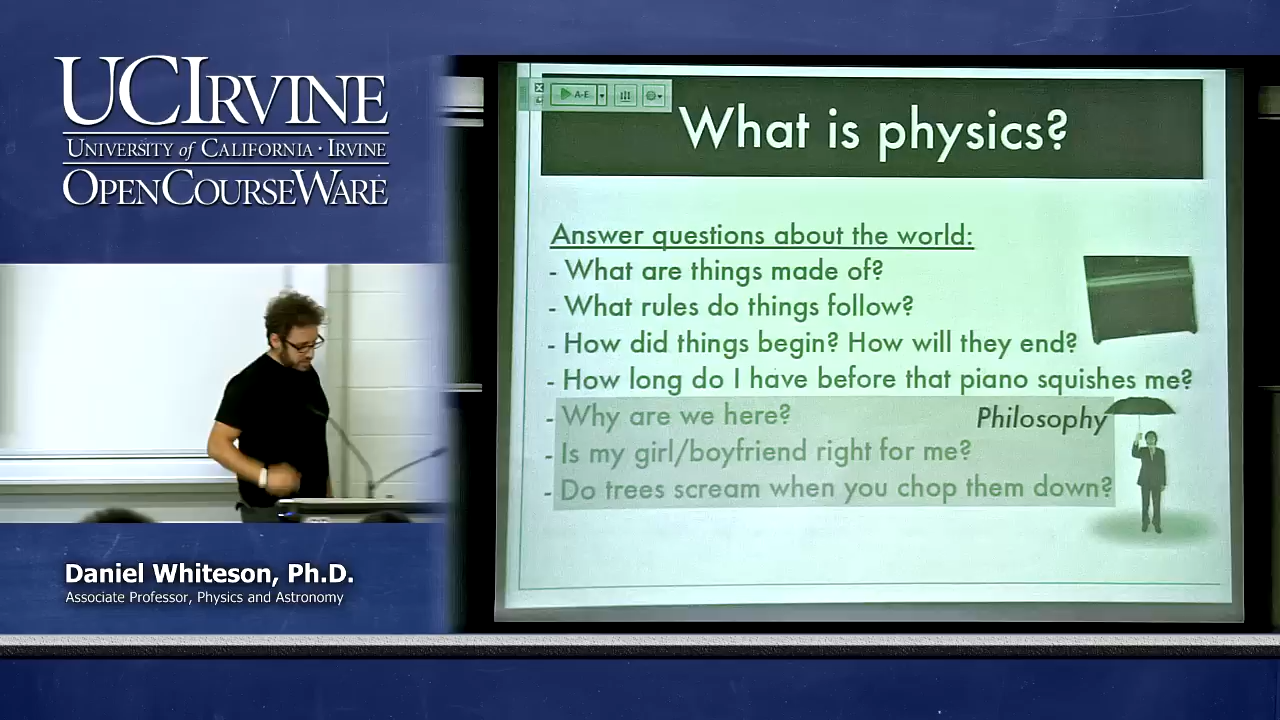 UCIRVINE
UNIVERSITY of CALIFORNIA · IRVINE
OPENCOURSEWARE
A-E
What is physics?
Answer questions about the world:
- What are things made of?
- What rules do things follow?
- How did things begin? How will they end?
- How long do I have before that piano squishes me?
- Why are we here?
Philosophy
- Is my girl/boyfriend right for me?
- Do trees scream when you chop them down?
Daniel Whiteson, Ph.D.
Associate Professor, Physics and Astronomy